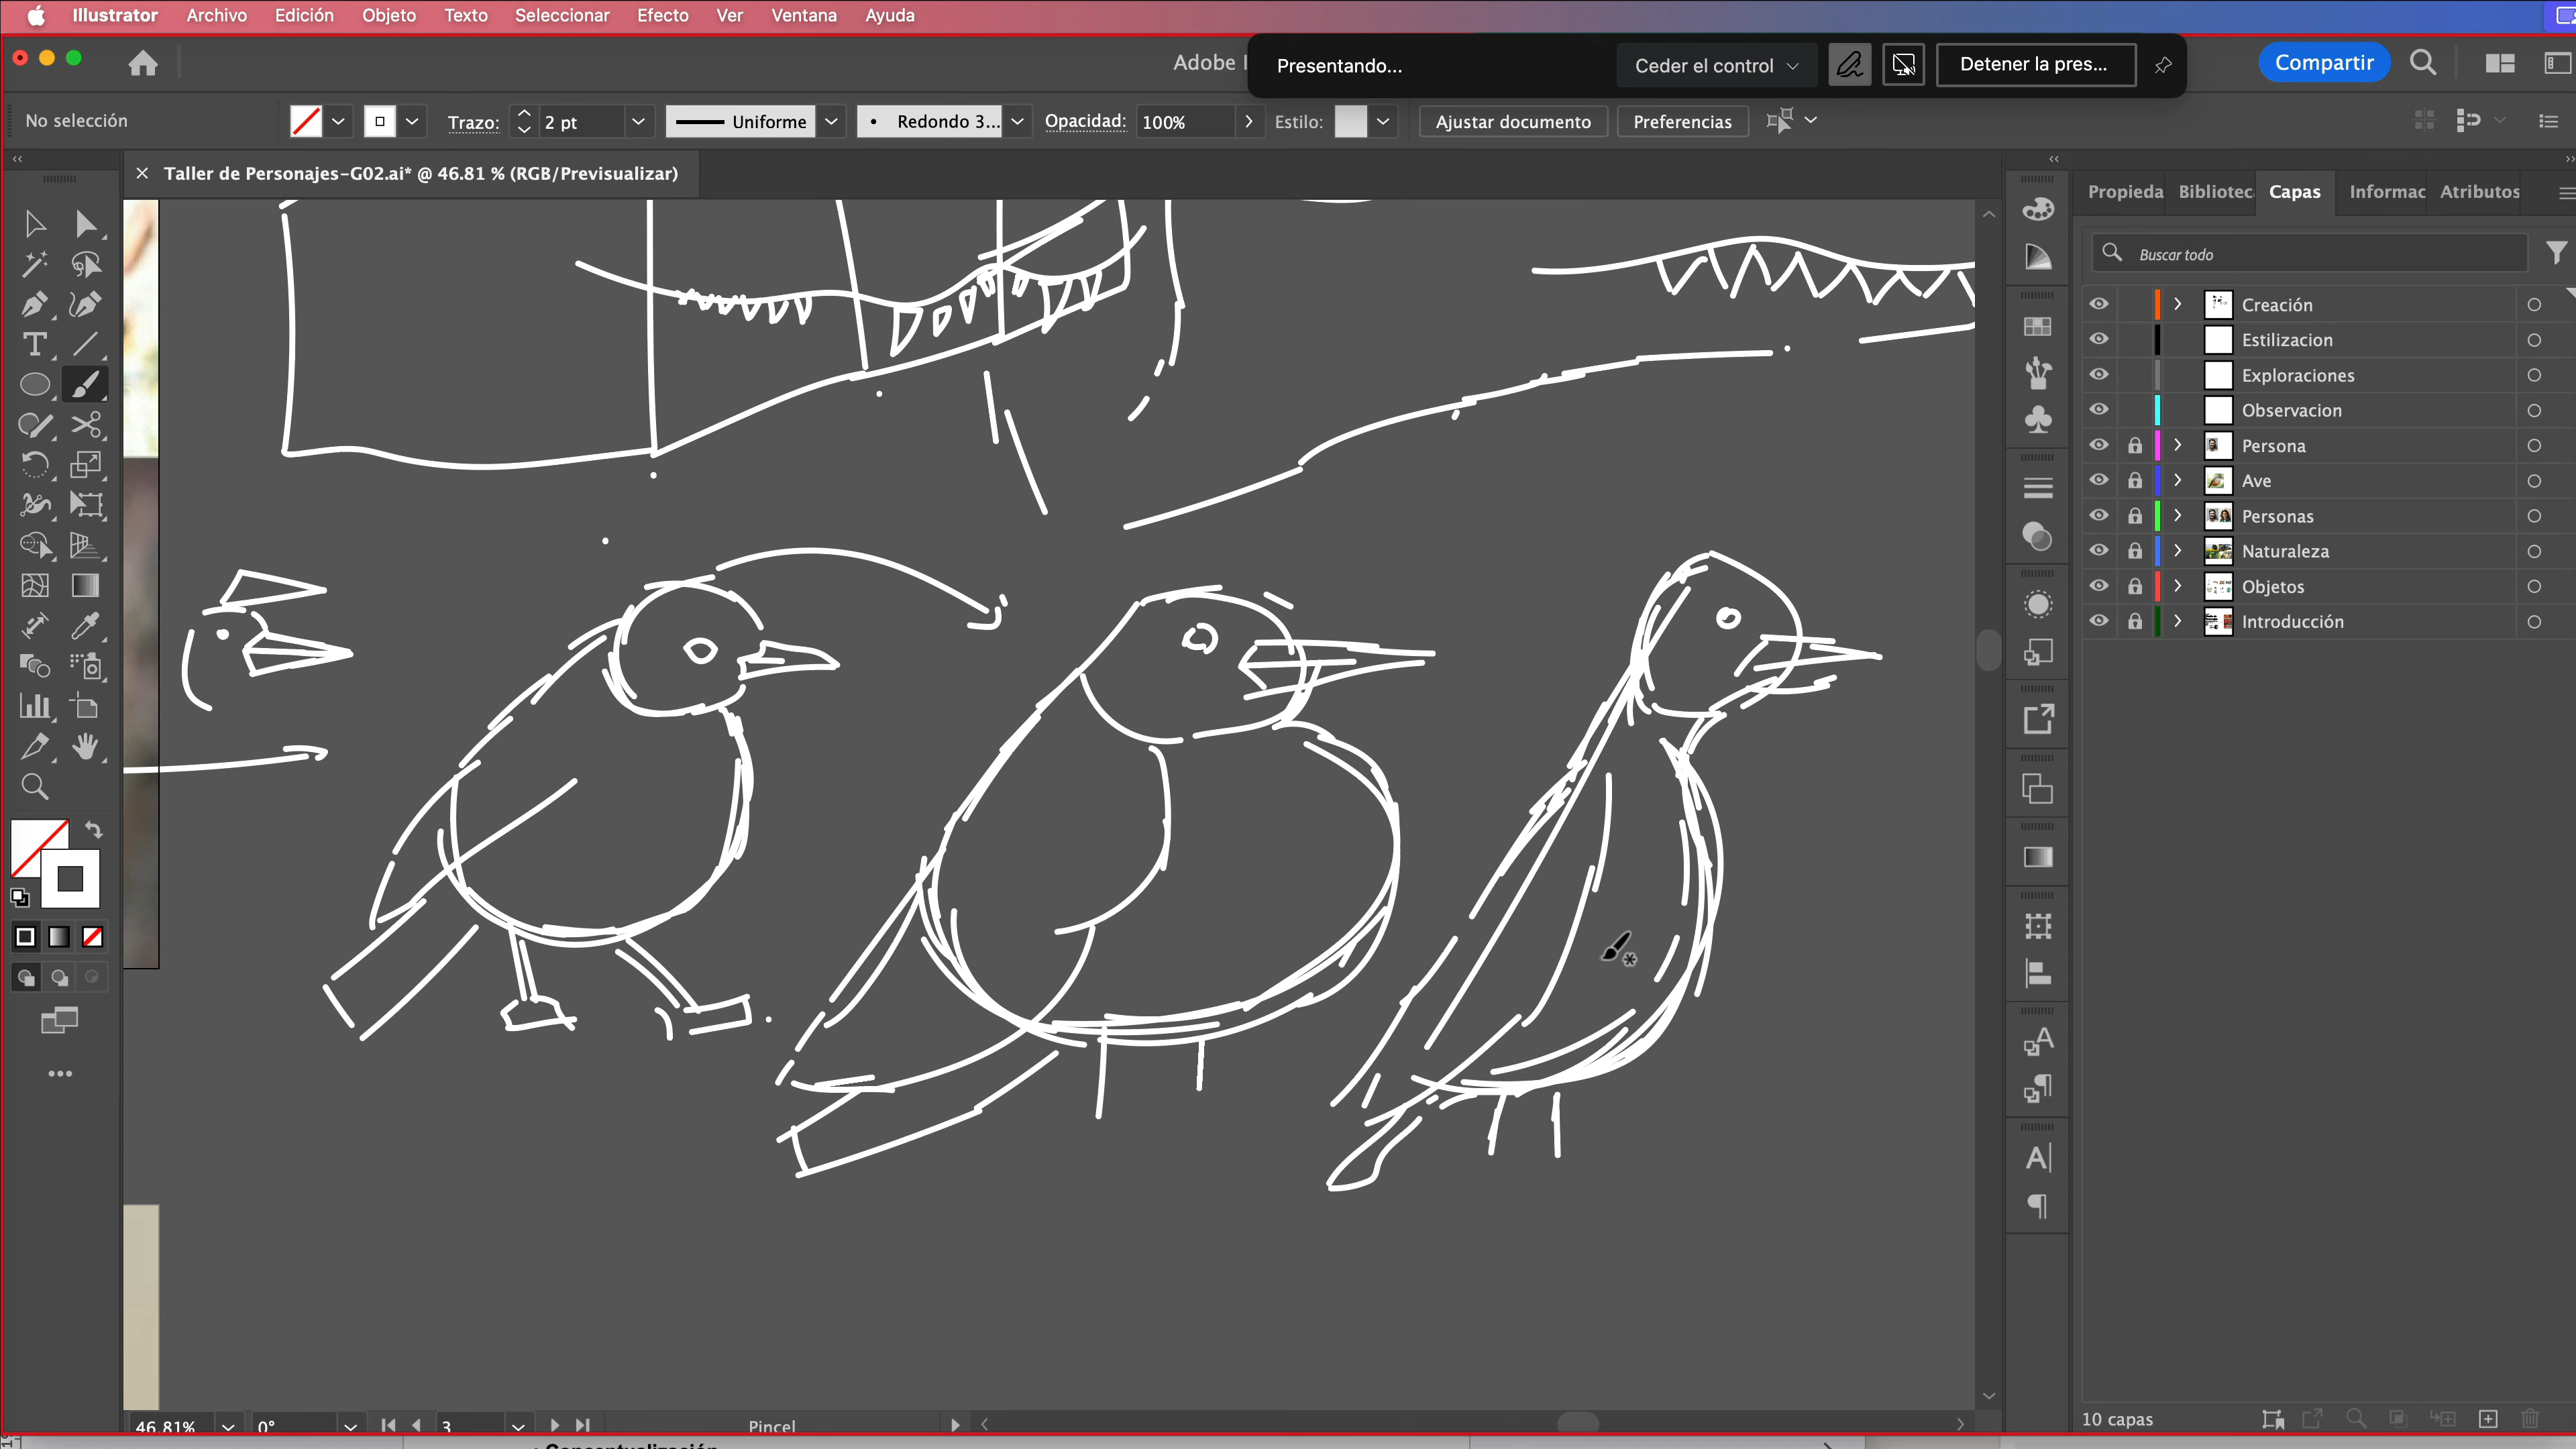 Illustrator Archivo Edición Objeto Texto Seleccionar Efecto Ver Ventana Ayuda
Adobe I
Presentando... Ceder el control Detener la pres... Compartir
No selección Trazo: 2 pt Uniforme Redondo 3... Opacidad: 100% Estilo: Ajustar documento Preferencias
Taller de Personajes-G02.ai* @ 46.81 % (RGB/Previsualizar)
Propieda Bibliotec Capas Informac Atributos
Buscar todo
Creación
Estilizacion
Exploraciones
Observacion
Persona
Ave
Personas
Naturaleza
Objetos
Introducción
46.81% 0° 3 Pincel
10 capas
Conceptualización